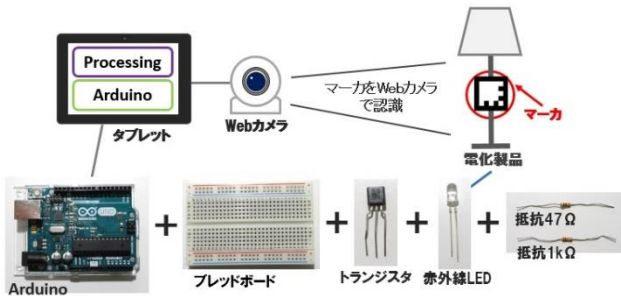 Processing
Arduino
タブレット
Webカメラ
マーカをWebカメラ
で認識
マーカ
電化製品
Arduino
ブレッドボード
トランジスタ
赤外線LED
抵抗47Ω
抵抗1kΩ